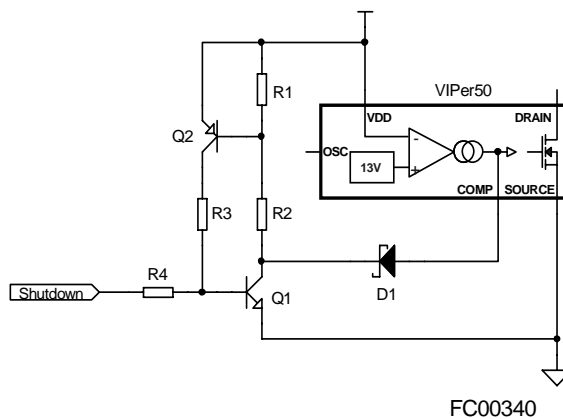 VIPer50
R1
VDD
DRAIN
Q2
-
OSC
13V
+
COMP
SOURCE
R3
R2
R4
D1
Shutdown
Q1
FC00340